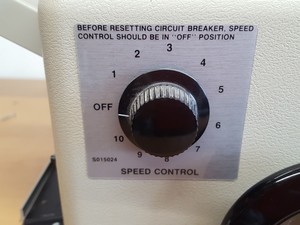 BEFORE RESETTING CIRCUIT BREAKER, SPEED
CONTROL SHOULD BE IN "OFF" POSITION
OFF
1
2
3
4
5
6
7
8
9
10
S015024
SPEED CONTROL